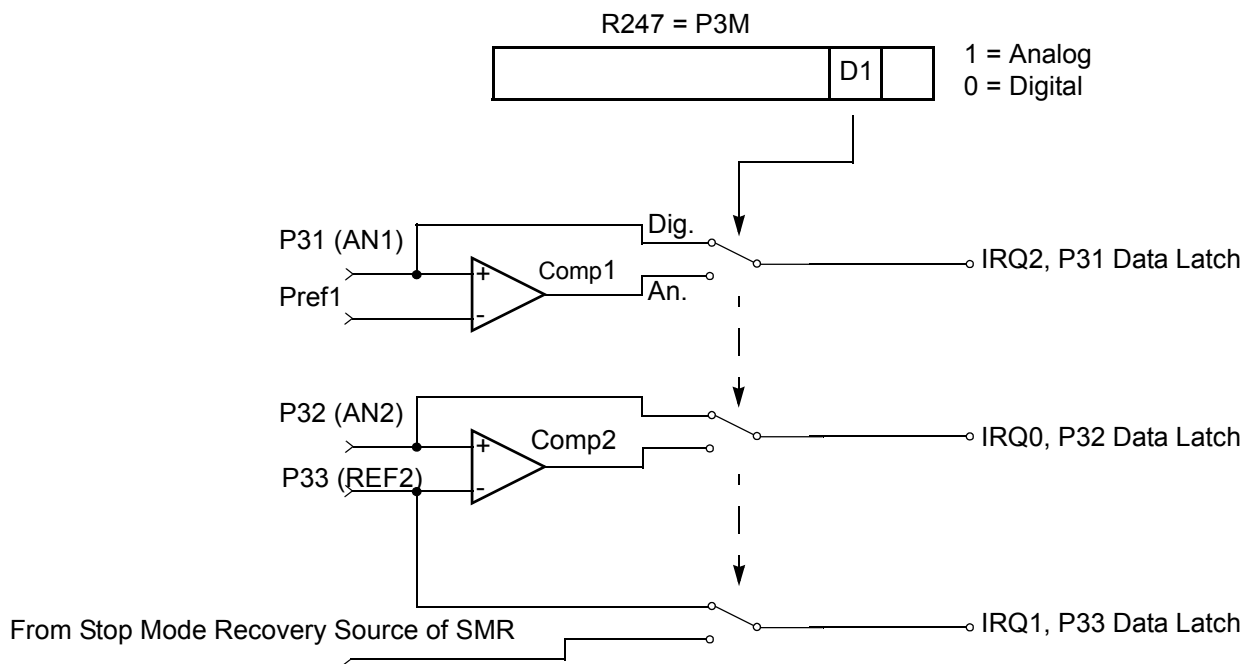 R247 = P3M
D1
1 = Analog
0 = Digital
P31 (AN1)
Pref1
+
-
Comp1
Dig.
An.
IRQ2, P31 Data Latch
P32 (AN2)
P33 (REF2)
+
-
Comp2
IRQ0, P32 Data Latch
From Stop Mode Recovery Source of SMR
IRQ1, P33 Data Latch